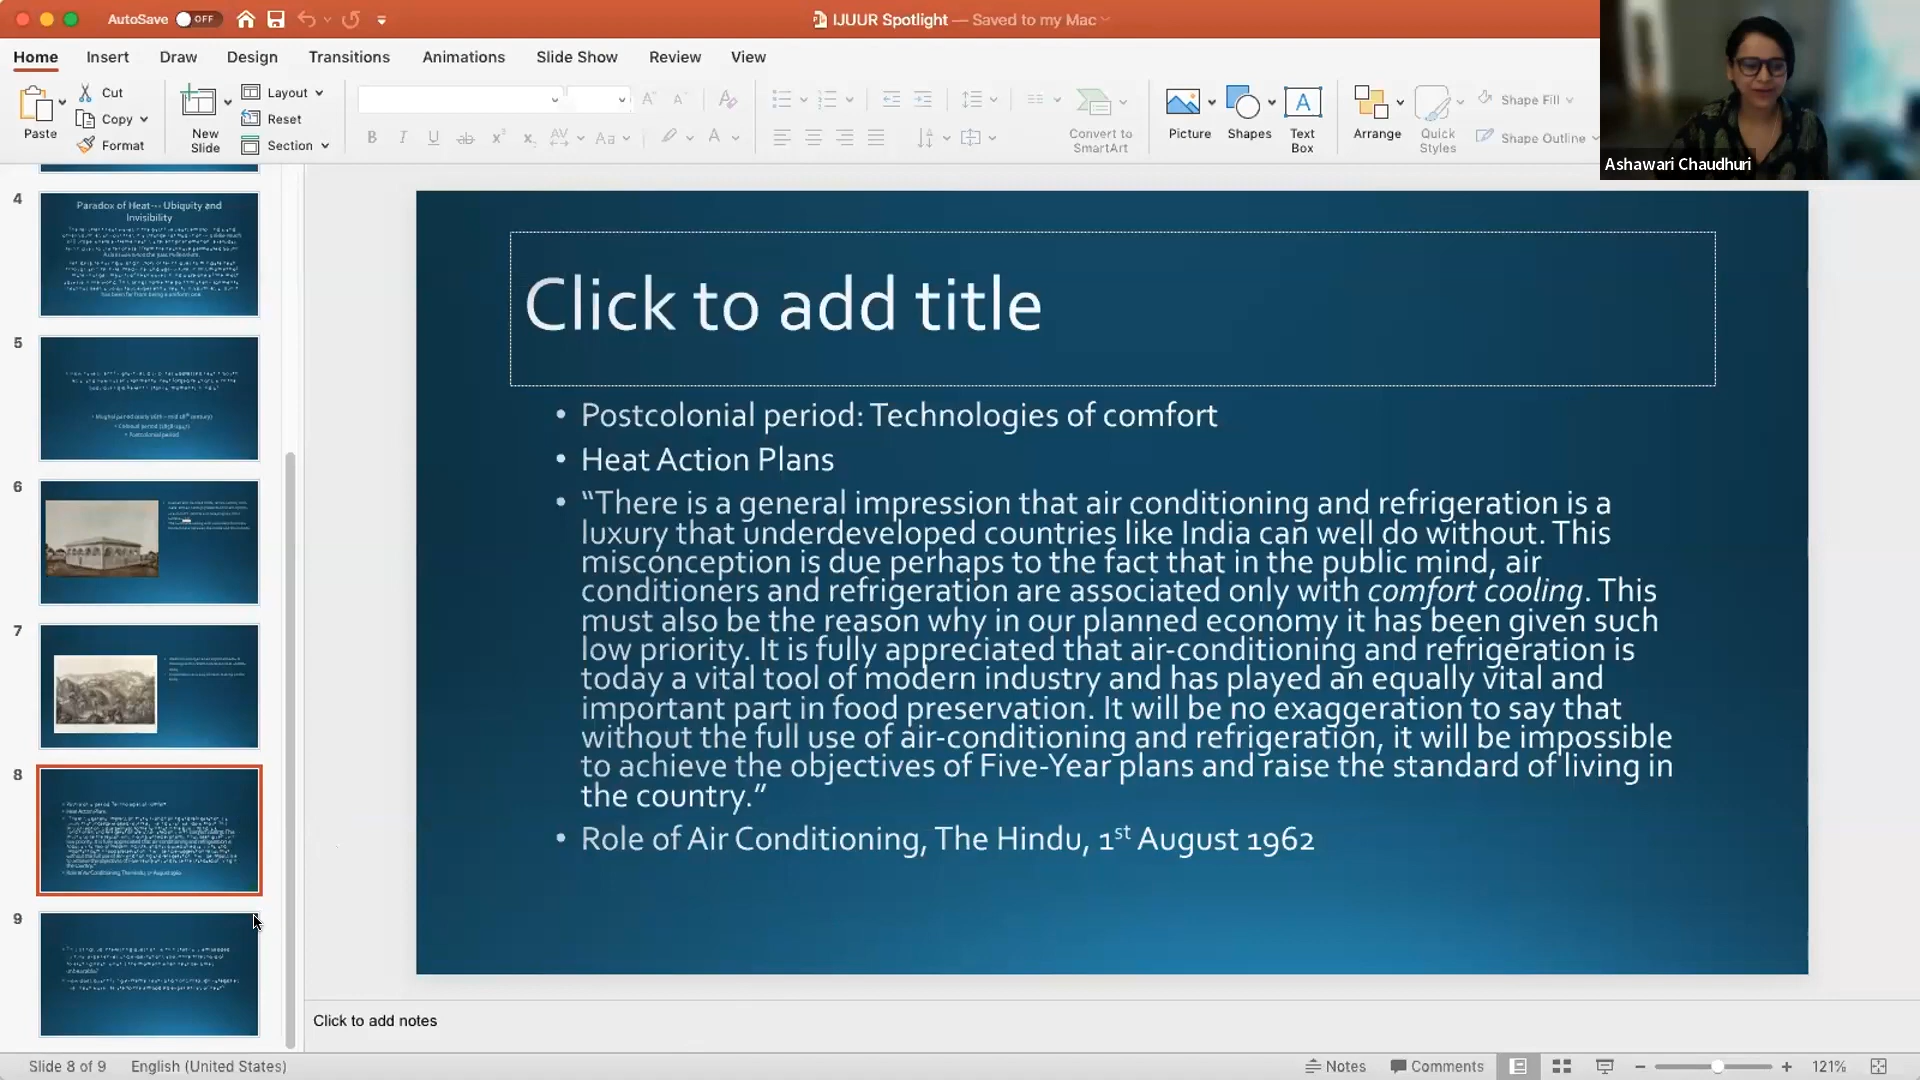 AutoSave OFF
IJUUR Spotlight — Saved to my Mac
Home Insert Draw Design Transitions Animations Slide Show Review View
Paste
Cut
Copy
Format
New Slide
Layout
Reset
Section
Convert to SmartArt
Picture
Shapes
Text Box
Arrange
Quick Styles
Shape Fill
Shape Outline
Ashawari Chaudhuri
4
Paradox of Heat--- Ubiquity and
Invisibility
5
6
7
8
9
Click to add title
• Postcolonial period: Technologies of comfort
• Heat Action Plans
• “There is a general impression that air conditioning and refrigeration is a
luxury that underdeveloped countries like India can well do without. This
misconception is due perhaps to the fact that in the public mind, air
conditioners and refrigeration are associated only with comfort cooling. This
must also be the reason why in our planned economy it has been given such
low priority. It is fully appreciated that air-conditioning and refrigeration is
today a vital tool of modern industry and has played an equally vital and
important part in food preservation. It will be no exaggeration to say that
without the full use of air-conditioning and refrigeration, it will be impossible
to achieve the objectives of Five-Year plans and raise the standard of living in
the country.”
• Role of Air Conditioning, The Hindu, 1st August 1962
Click to add notes
Slide 8 of 9 English (United States)
Notes Comments 121%